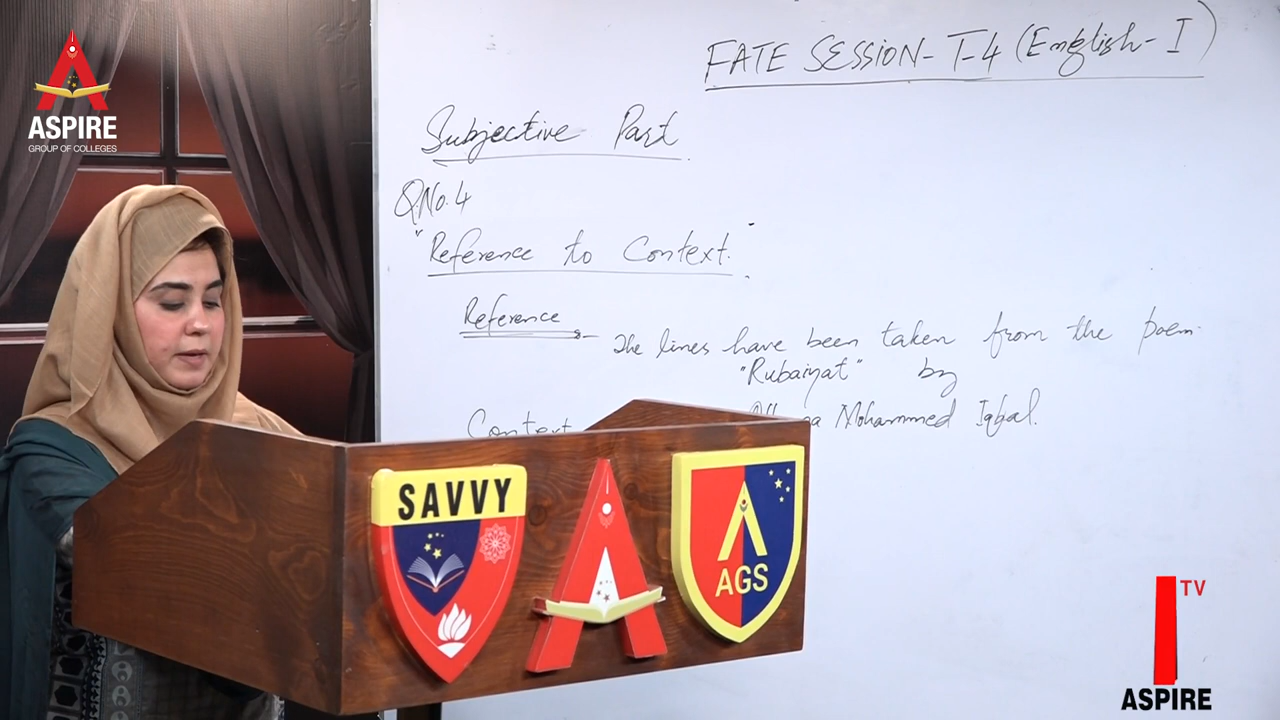 ASPIRE
GROUP OF COLLEGES
FATE SESSION- T-4 (English- I)
Subjective Part
Q.No.4
"Reference to Context."
Reference
The lines have been taken from the poem
"Rubaiyat" by
Mohammed Iqbal.
Context
SAVVY
AGS
TV
ASPIRE